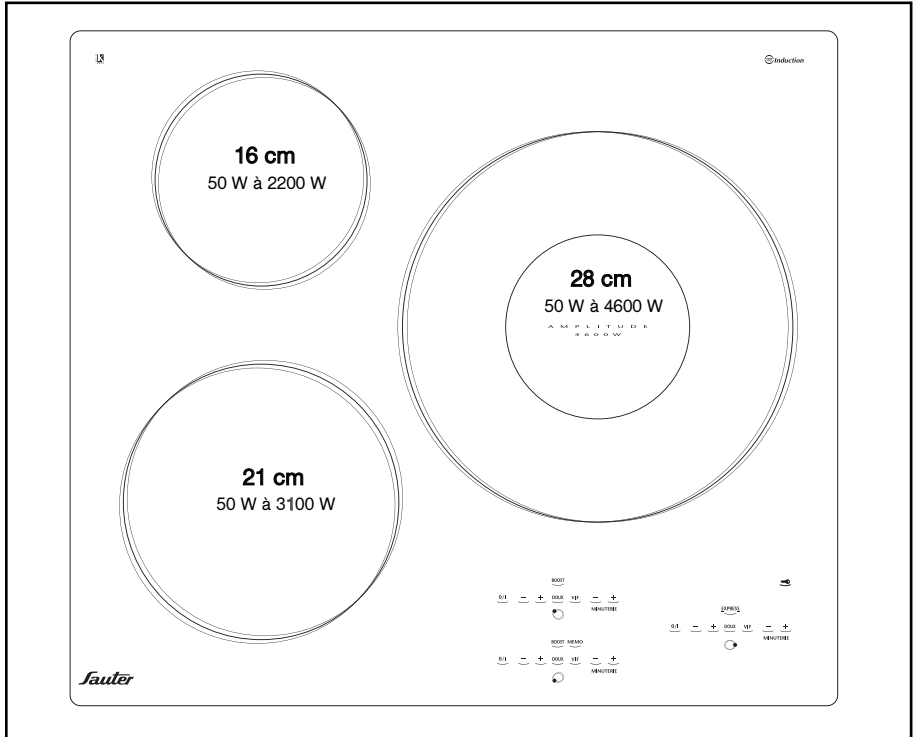 Induction
16 cm
50 W à 2200 W
28 cm
50 W à 4600 W
AMPLITUDE
4600W
21 cm
50 W à 3100 W
BOOST
0/I − + DOUX VIF − +
MINUTERIE
EXPRESS
0/I − + DOUX VIF − +
MINUTERIE
BOOST MEMO
0/I − + DOUX VIF − +
MINUTERIE
Sauter